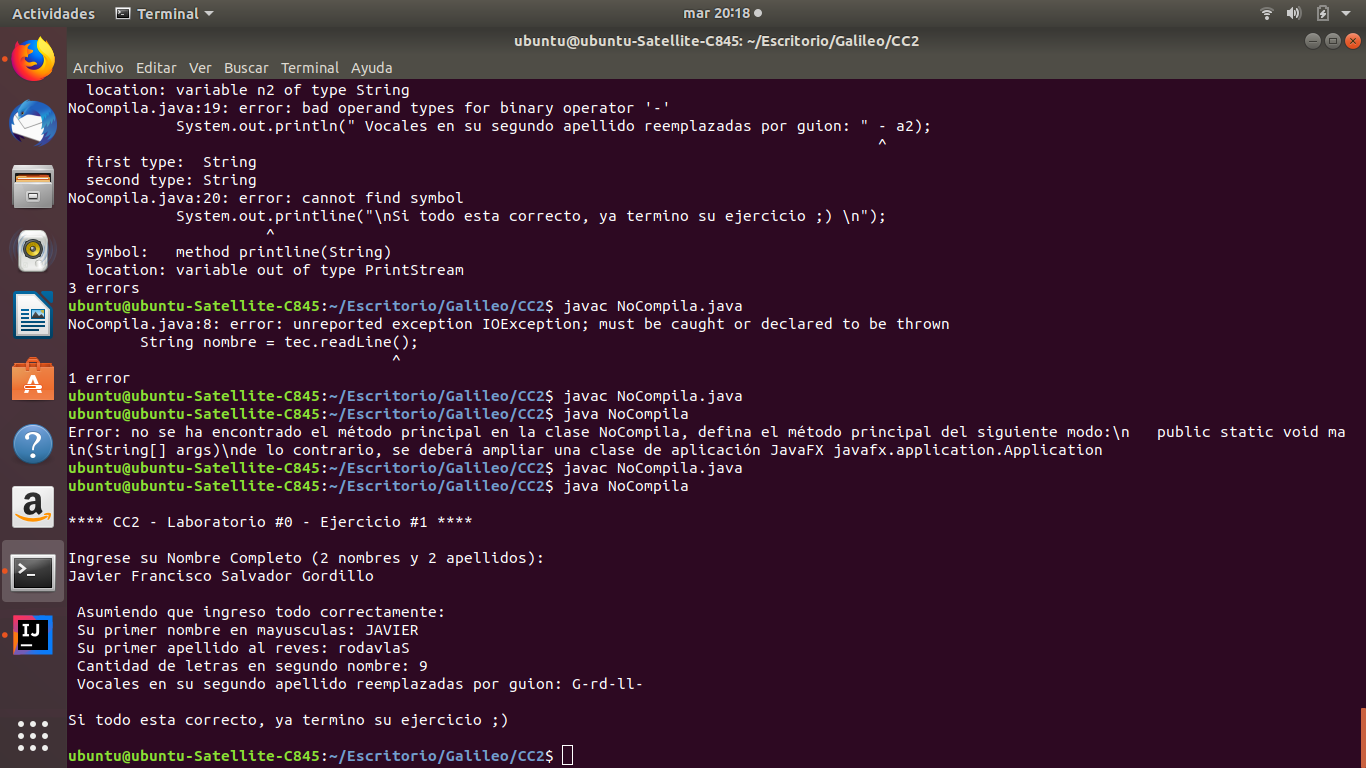 Actividades
Terminal
mar 20:18
ubuntu@ubuntu-Satellite-C845: ~/Escritorio/Galileo/CC2
Archivo Editar Ver Buscar Terminal Ayuda
  location: variable n2 of type String
NoCompila.java:19: error: bad operand types for binary operator '-'
            System.out.println(" Vocales en su segundo apellido reemplazadas por guion: " - a2);
                                                                                          ^
  first type:  String
  second type: String
NoCompila.java:20: error: cannot find symbol
            System.out.printline("\nSi todo esta correcto, ya termino su ejercicio ;) \n");
                      ^
  symbol:   method printline(String)
  location: variable out of type PrintStream
3 errors
ubuntu@ubuntu-Satellite-C845:~/Escritorio/Galileo/CC2$ javac NoCompila.java
NoCompila.java:8: error: unreported exception IOException; must be caught or declared to be thrown
        String nombre = tec.readLine();
                                    ^
1 error
ubuntu@ubuntu-Satellite-C845:~/Escritorio/Galileo/CC2$ javac NoCompila.java
ubuntu@ubuntu-Satellite-C845:~/Escritorio/Galileo/CC2$ java NoCompila
Error: no se ha encontrado el método principal en la clase NoCompila, defina el método principal del siguiente modo:\n   public static void ma
in(String[] args)\nde lo contrario, se deberá ampliar una clase de aplicación JavaFX javafx.application.Application
ubuntu@ubuntu-Satellite-C845:~/Escritorio/Galileo/CC2$ javac NoCompila.java
ubuntu@ubuntu-Satellite-C845:~/Escritorio/Galileo/CC2$ java NoCompila
**** CC2 - Laboratorio #0 - Ejercicio #1 ****
Ingrese su Nombre Completo (2 nombres y 2 apellidos):
Javier Francisco Salvador Gordillo
 Asumiendo que ingreso todo correctamente:
 Su primer nombre en mayusculas: JAVIER
 Su primer apellido al reves: rodavlaS
 Cantidad de letras en segundo nombre: 9
 Vocales en su segundo apellido reemplazadas por guion: G-rd-ll-
Si todo esta correcto, ya termino su ejercicio ;)
ubuntu@ubuntu-Satellite-C845:~/Escritorio/Galileo/CC2$
A
?
a
>_
IJ